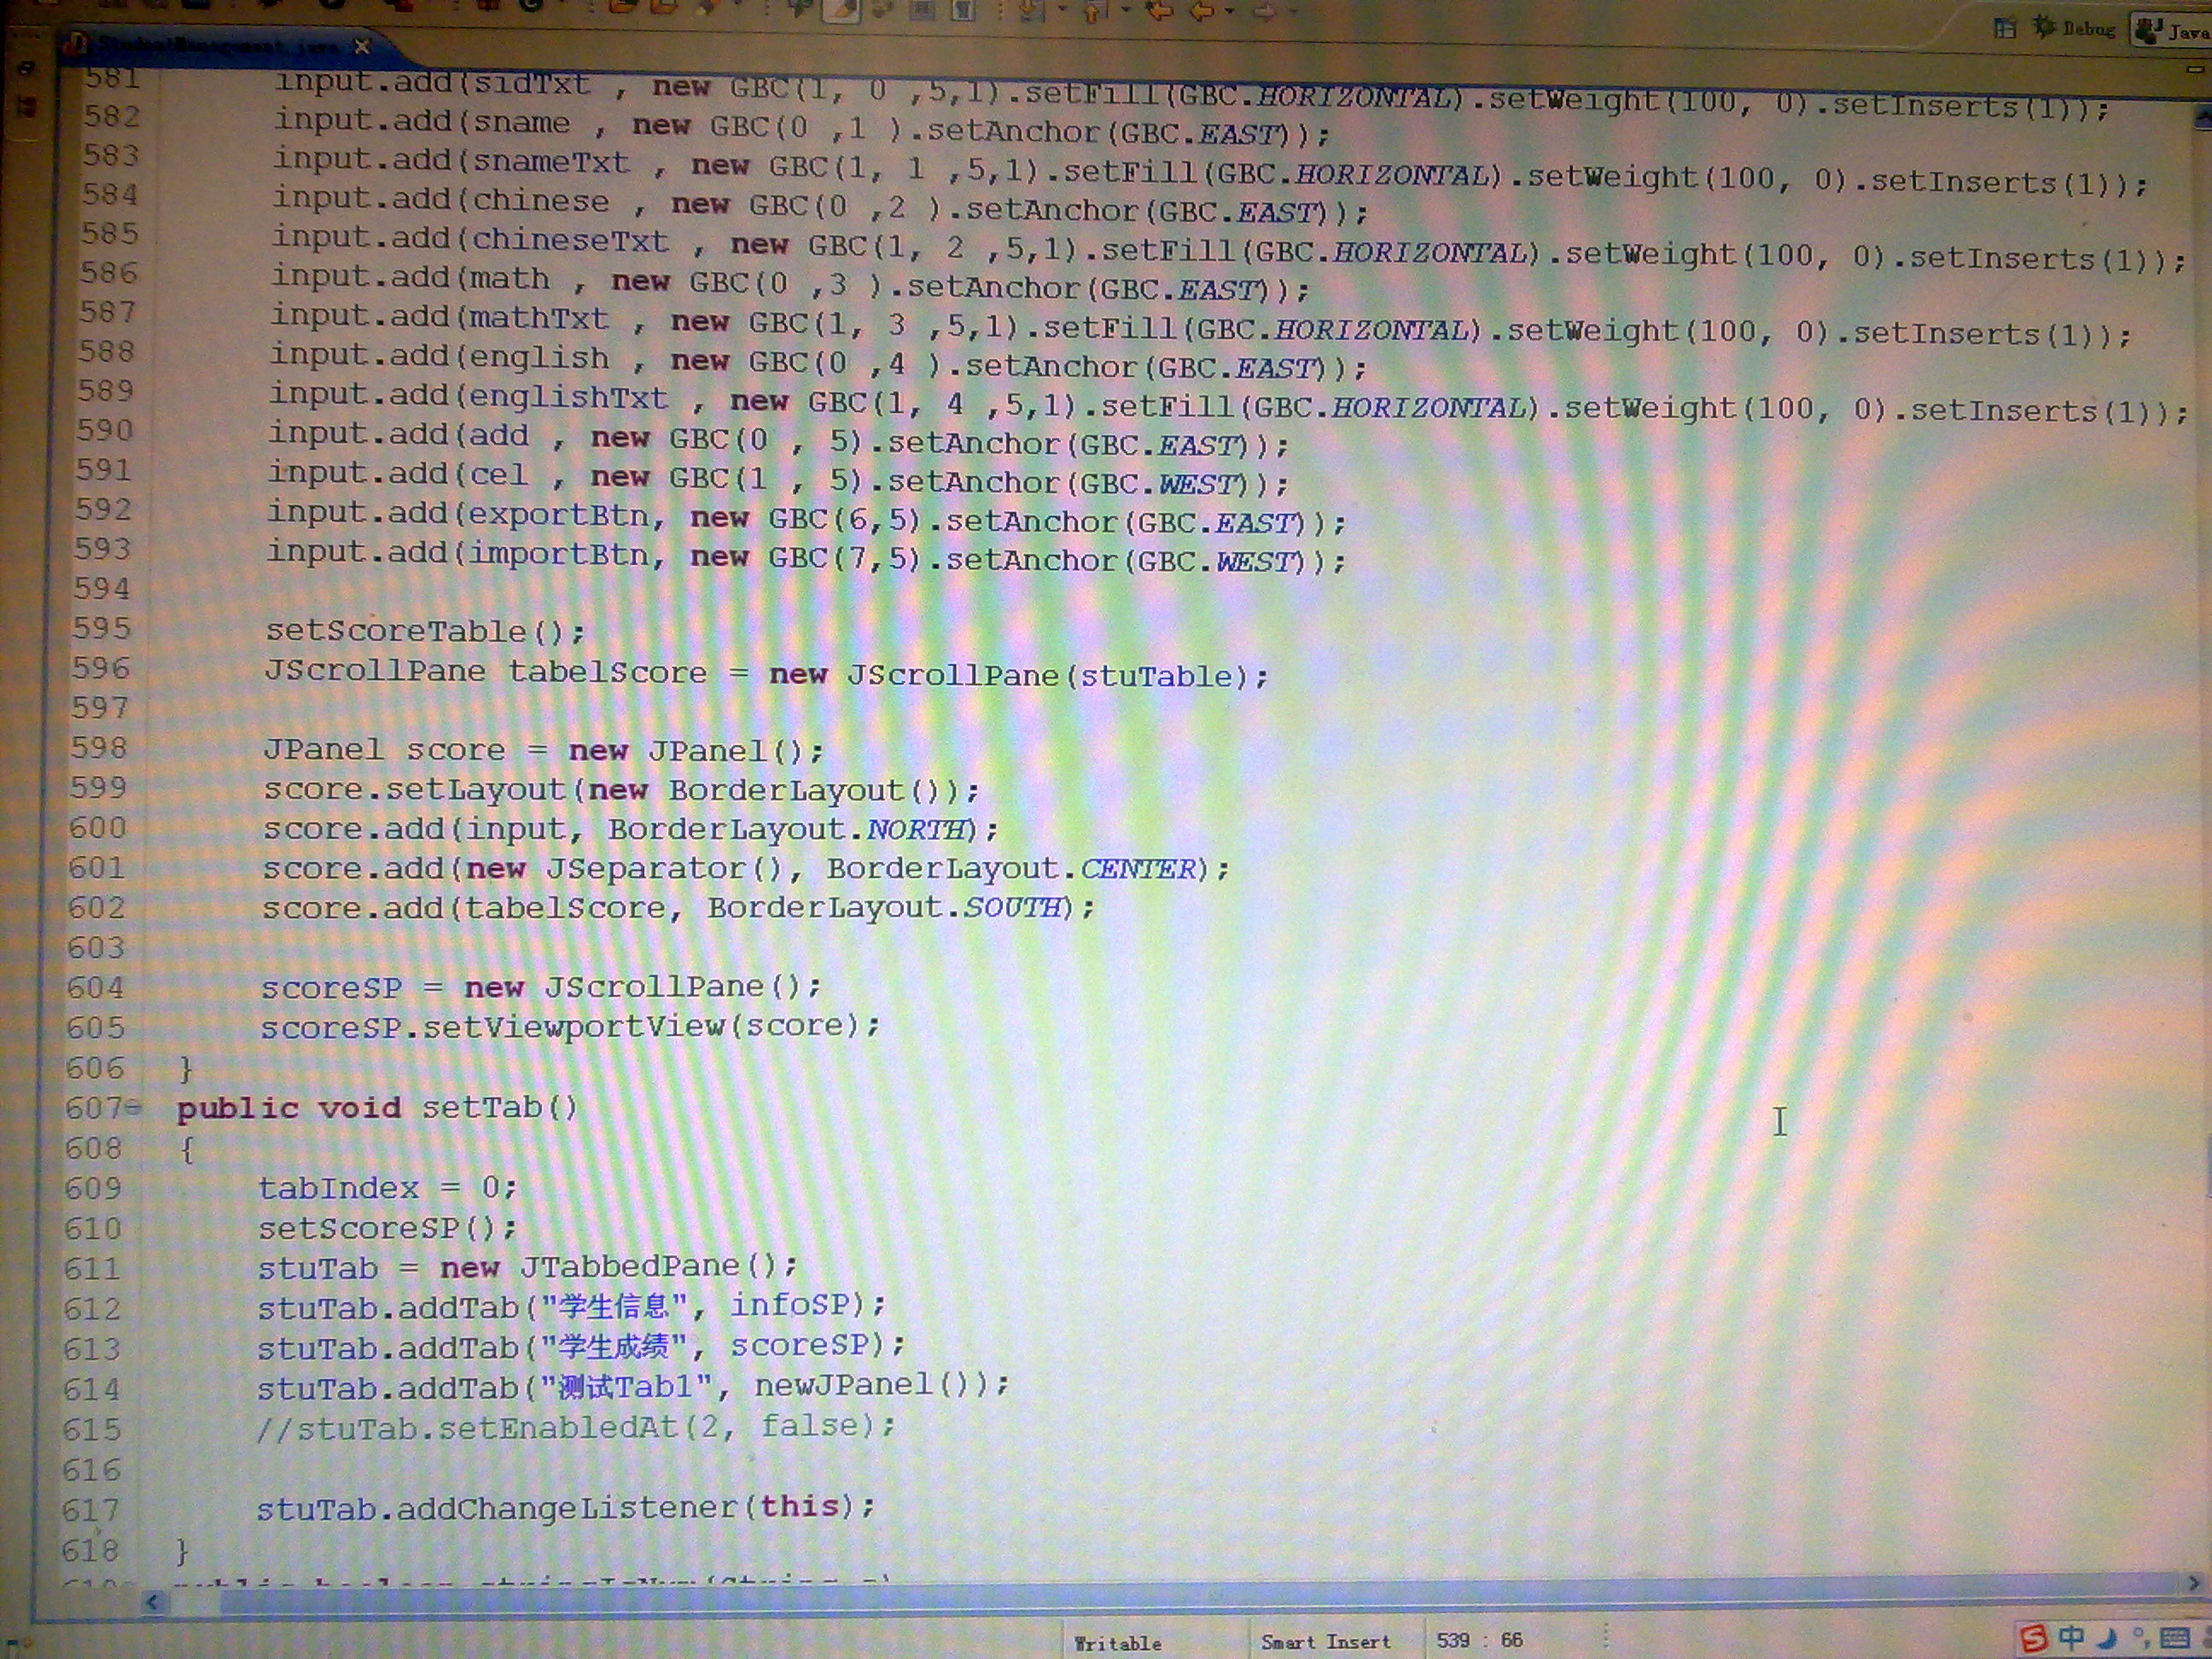 Debug Java
StudentManagement.java
581 input.add(sidTxt , new GBC(1, 0 ,5,1).setFill(GBC.HORIZONTAL).setWeight(100, 0).setInserts(1));
582 input.add(sname , new GBC(0 ,1 ).setAnchor(GBC.EAST));
583 input.add(snameTxt , new GBC(1, 1 ,5,1).setFill(GBC.HORIZONTAL).setWeight(100, 0).setInserts(1));
584 input.add(chinese , new GBC(0 ,2 ).setAnchor(GBC.EAST));
585 input.add(chineseTxt , new GBC(1, 2 ,5,1).setFill(GBC.HORIZONTAL).setWeight(100, 0).setInserts(1));
586 input.add(math , new GBC(0 ,3 ).setAnchor(GBC.EAST));
587 input.add(mathTxt , new GBC(1, 3 ,5,1).setFill(GBC.HORIZONTAL).setWeight(100, 0).setInserts(1));
588 input.add(english , new GBC(0 ,4 ).setAnchor(GBC.EAST));
589 input.add(englishTxt , new GBC(1, 4 ,5,1).setFill(GBC.HORIZONTAL).setWeight(100, 0).setInserts(1));
590 input.add(add , new GBC(0 , 5).setAnchor(GBC.EAST));
591 input.add(cel , new GBC(1 , 5).setAnchor(GBC.WEST));
592 input.add(exportBtn, new GBC(6,5).setAnchor(GBC.EAST));
593 input.add(importBtn, new GBC(7,5).setAnchor(GBC.WEST));
594
595 setScoreTable();
596 JScrollPane tabelScore = new JScrollPane(stuTable);
597
598 JPanel score = new JPanel();
599 score.setLayout(new BorderLayout());
600 score.add(input, BorderLayout.NORTH);
601 score.add(new JSeparator(), BorderLayout.CENTER);
602 score.add(tabelScore, BorderLayout.SOUTH);
603
604 scoreSP = new JScrollPane();
605 scoreSP.setViewportView(score);
606 }
607 public void setTab()
608 {
609 tabIndex = 0;
610 setScoreSP();
611 stuTab = new JTabbedPane();
612 stuTab.addTab("学生信息", infoSP);
613 stuTab.addTab("学生成绩", scoreSP);
614 stuTab.addTab("测试Tab1", newJPanel());
615 //stuTab.setEnabledAt(2, false);
616
617 stuTab.addChangeListener(this);
618 }
Writable Smart Insert 539 : 66
中